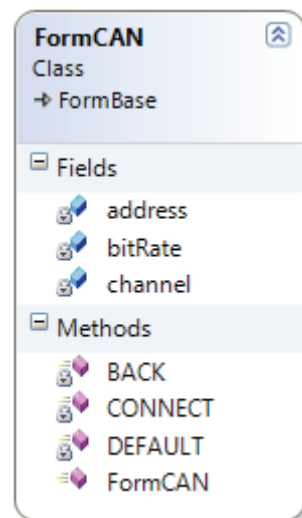 FormCAN
Class
FormBase
Fields
address
bitRate
channel
Methods
BACK
CONNECT
DEFAULT
FormCAN